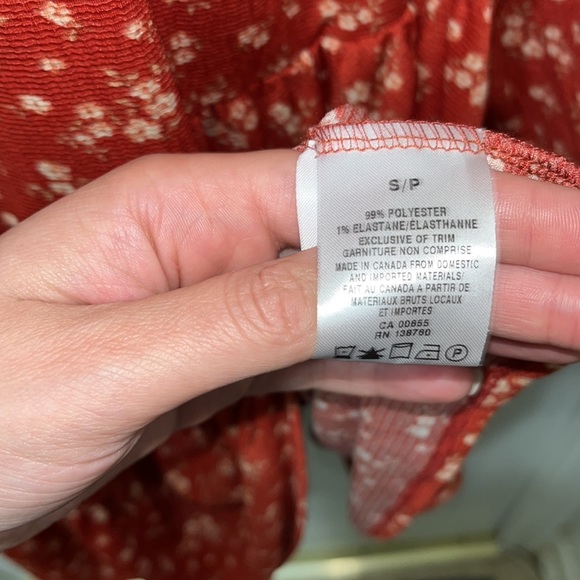 S/P
99% POLYESTER
1% ELASTANE/ÉLASTHANNE
EXCLUSIVE OF TRIM
GARNITURE NON COMPRISE
MADE IN CANADA FROM DOMESTIC
AND IMPORTED MATERIALS/
FAIT AU CANADA A PARTIR DE
MATERIAUX BRUTS LOCAUX
ET IMPORTES
CA 00655
RN 138760
P